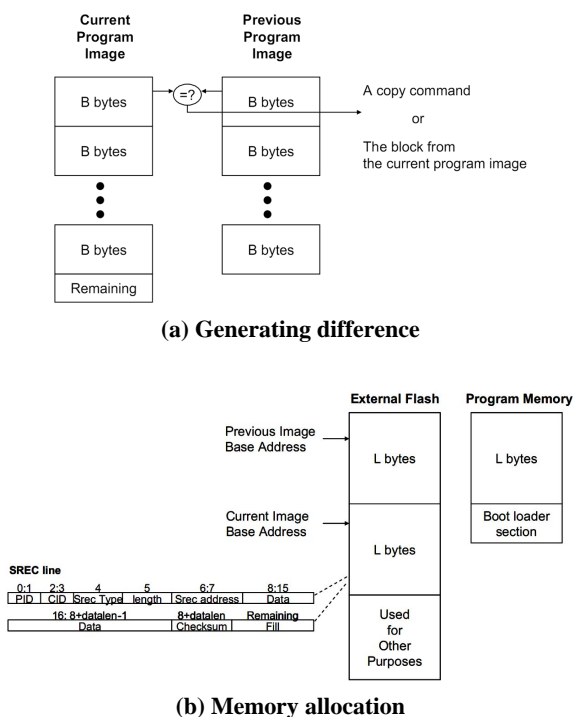 Current
Program
Image
Previous
Program
Image
B bytes
=?
B bytes
A copy command
or
The block from
the current program image
B bytes
B bytes
B bytes
B bytes
Remaining
(a) Generating difference
External Flash
Program Memory
Previous Image
Base Address
L bytes
L bytes
Current Image
Base Address
L bytes
Boot loader
section
SREC line
0:1 2:3 4 5 6:7 8:15
PID CID Srec Type length Srec address Data
16: 8+datalen-1 8+datalen Remaining
Data Checksum Fill
Used
for
Other
Purposes
(b) Memory allocation